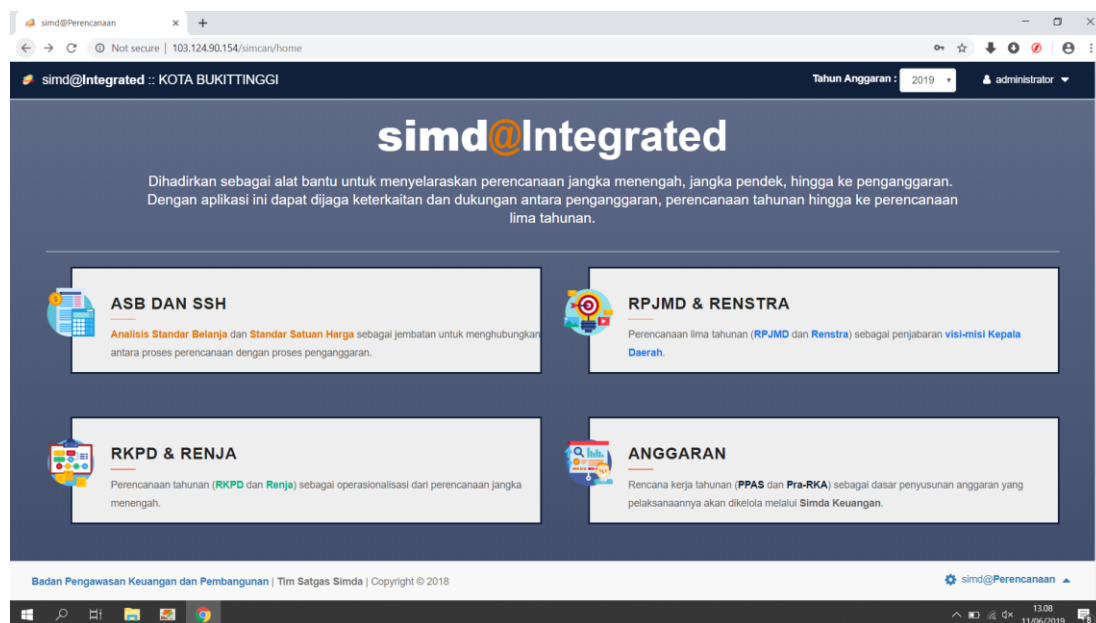 simd@Perencanaan
Not secure | 103.124.90.154/simcan/home
simd@Integrated :: KOTA BUKITTINGGI
Tahun Anggaran : 2019
administrator
simd@Integrated
Dihadirkan sebagai alat bantu untuk menyelaraskan perencanaan jangka menengah, jangka pendek, hingga ke penganggaran.
Dengan aplikasi ini dapat dijaga keterkaitan dan dukungan antara penganggaran, perencanaan tahunan hingga ke perencanaan
lima tahunan.
ASB DAN SSH
Analisis Standar Belanja dan Standar Satuan Harga sebagai jembatan untuk menghubungkan
antara proses perencanaan dengan proses penganggaran.
RPJMD & RENSTRA
Perencanaan lima tahunan (RPJMD dan Renstra) sebagai penjabaran visi-misi Kepala
Daerah.
RKPD & RENJA
Perencanaan tahunan (RKPD dan Renja) sebagai operasionalisasi dari perencanaan jangka
menengah.
ANGGARAN
Rencana kerja tahunan (PPAS dan Pra-RKA) sebagai dasar penyusunan anggaran yang
pelaksanaannya akan dikelola melalui Simda Keuangan.
Badan Pengawasan Keuangan dan Pembangunan | Tim Satgas Simda | Copyright © 2018
simd@Perencanaan
13.08
11/06/2019
8